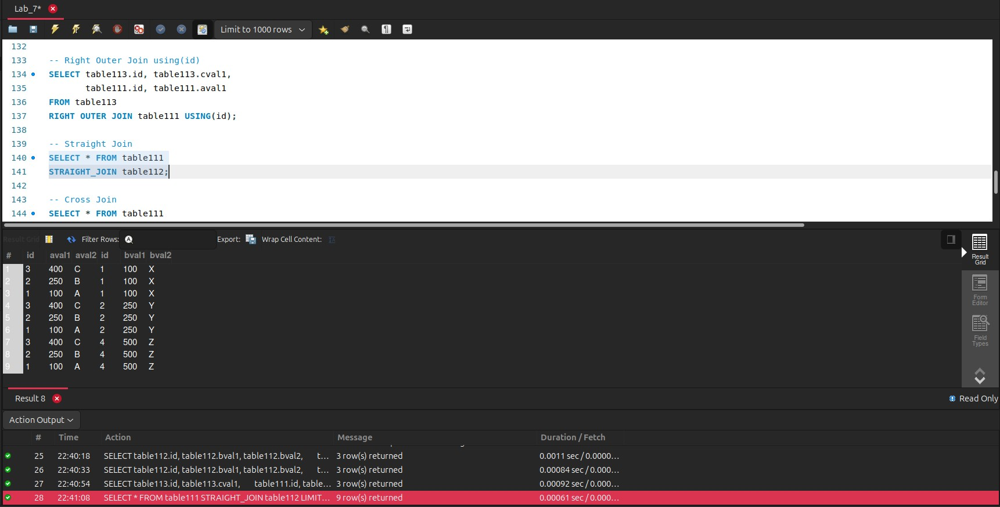 Lab_7*
Limit to 1000 rows
132
133 -- Right Outer Join using(id)
134 SELECT table113.id, table113.cval1,
135 table111.id, table111.aval1
136 FROM table113
137 RIGHT OUTER JOIN table111 USING(id);
138
139 -- Straight Join
140 SELECT * FROM table111
141 STRAIGHT_JOIN table112;
142
143 -- Cross Join
144 SELECT * FROM table111
Result Grid Filter Rows: Export: Wrap Cell Content:
# id aval1 aval2 id bval1 bval2
1 3 400 C 1 100 X
2 2 250 B 1 100 X
3 1 100 A 1 100 X
4 3 400 C 2 250 Y
5 2 250 B 2 250 Y
6 1 100 A 2 250 Y
7 3 400 C 4 500 Z
8 2 250 B 4 500 Z
9 1 100 A 4 500 Z
Result
Grid
Form
Editor
Field
Types
Result 8 Read Only
Action Output
# Time Action Message Duration / Fetch
25 22:40:18 SELECT table112.id, table112.bval1, table112.bval2, t... 3 row(s) returned 0.0011 sec / 0.0000...
26 22:40:33 SELECT table112.id, table112.bval1, table112.bval2, t... 3 row(s) returned 0.00084 sec / 0.000...
27 22:40:54 SELECT table113.id, table113.cval1, table111.id, table... 3 row(s) returned 0.00092 sec / 0.000...
28 22:41:08 SELECT * FROM table111 STRAIGHT_JOIN table112 LIMIT... 9 row(s) returned 0.00061 sec / 0.000...